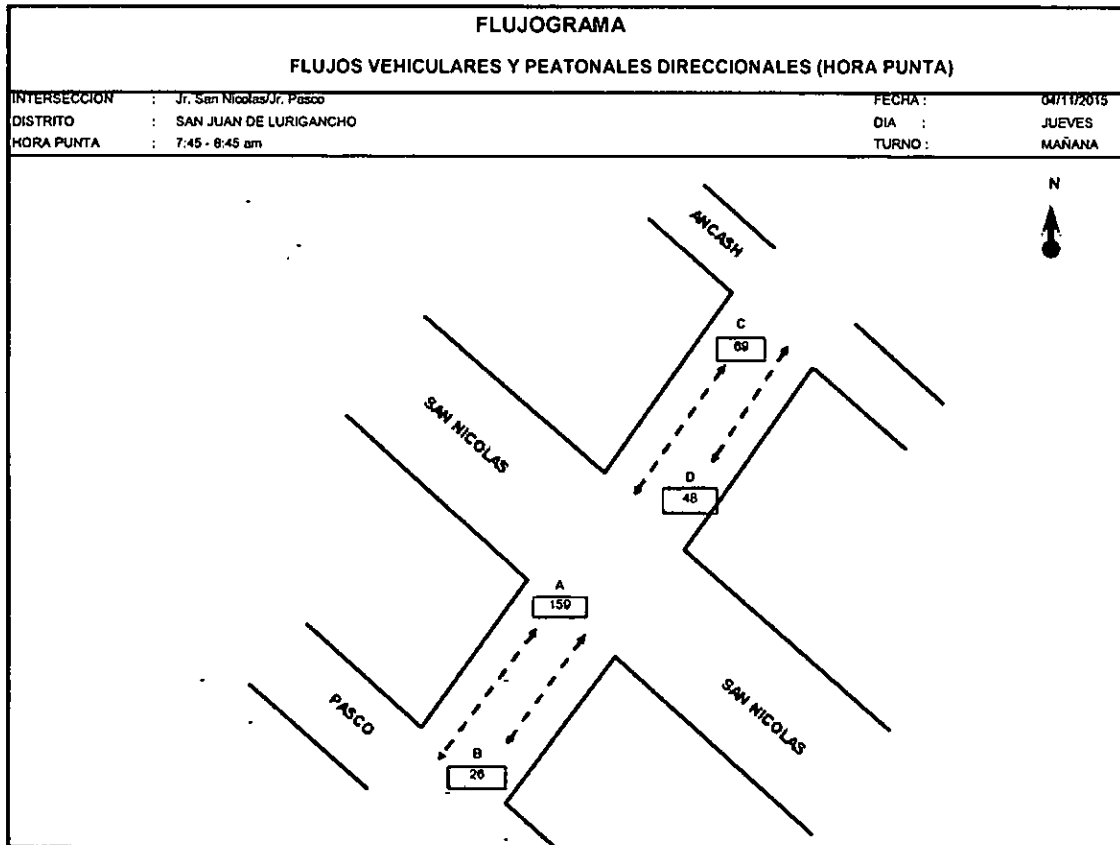 FLUJOGRAMA
FLUJOS VEHICULARES Y PEATONALES DIRECCIONALES (HORA PUNTA)
INTERSECCION : Jr. San Nicolas/Jr. Pasco FECHA : 04/11/2015
DISTRITO : SAN JUAN DE LURIGANCHO DIA : JUEVES
HORA PUNTA : 7:45 - 8:45 am TURNO : MAÑANA
N
ANCASH
C
69
SAN NICOLAS
D
48
A
159
PASCO
SAN NICOLAS
B
26